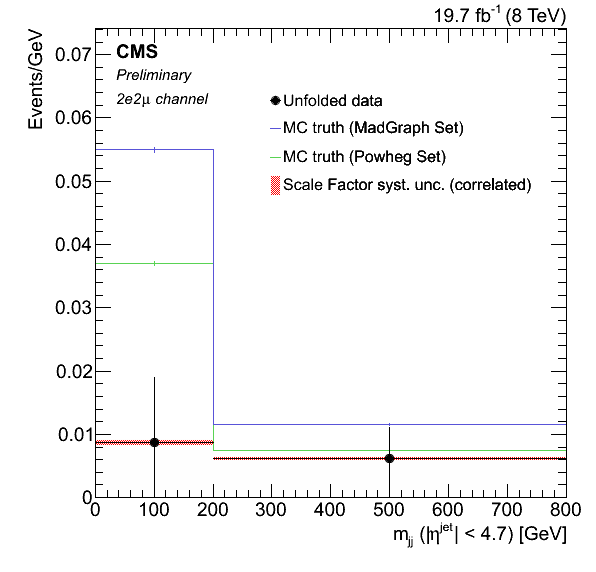 19.7 fb⁻¹ (8 TeV)
Events/GeV
CMS
Preliminary
2e2μ channel
Unfolded data
MC truth (MadGraph Set)
MC truth (Powheg Set)
Scale Factor syst. unc. (correlated)
0.07
0.06
0.05
0.04
0.03
0.02
0.01
0
0 100 200 300 400 500 600 700 800
m_jj (|η^jet| < 4.7) [GeV]